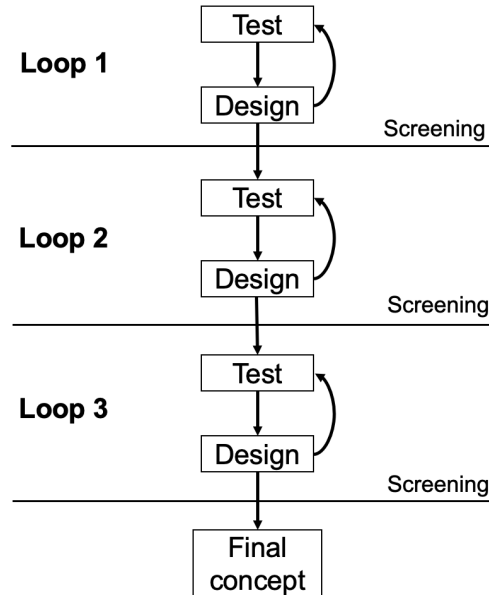 Test
Loop 1
Design
Screening
Test
Loop 2
Design
Screening
Test
Loop 3
Design
Screening
Final
concept